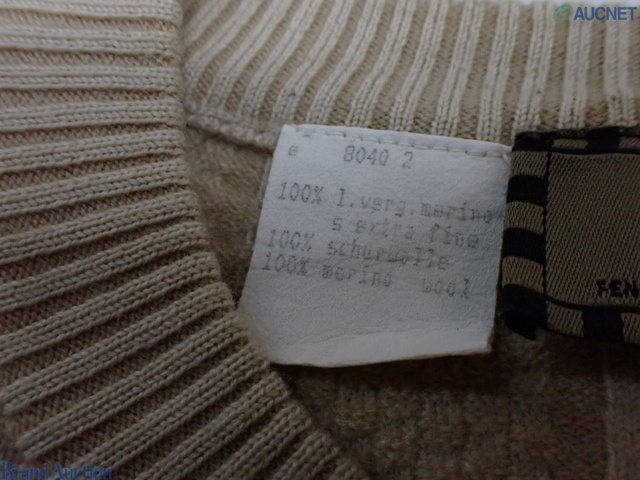 AUCNET
e 8040 2
100% l.verg.merino
s extra fine
100% schurwolle
100% merino wool
FEN
Brand Auction